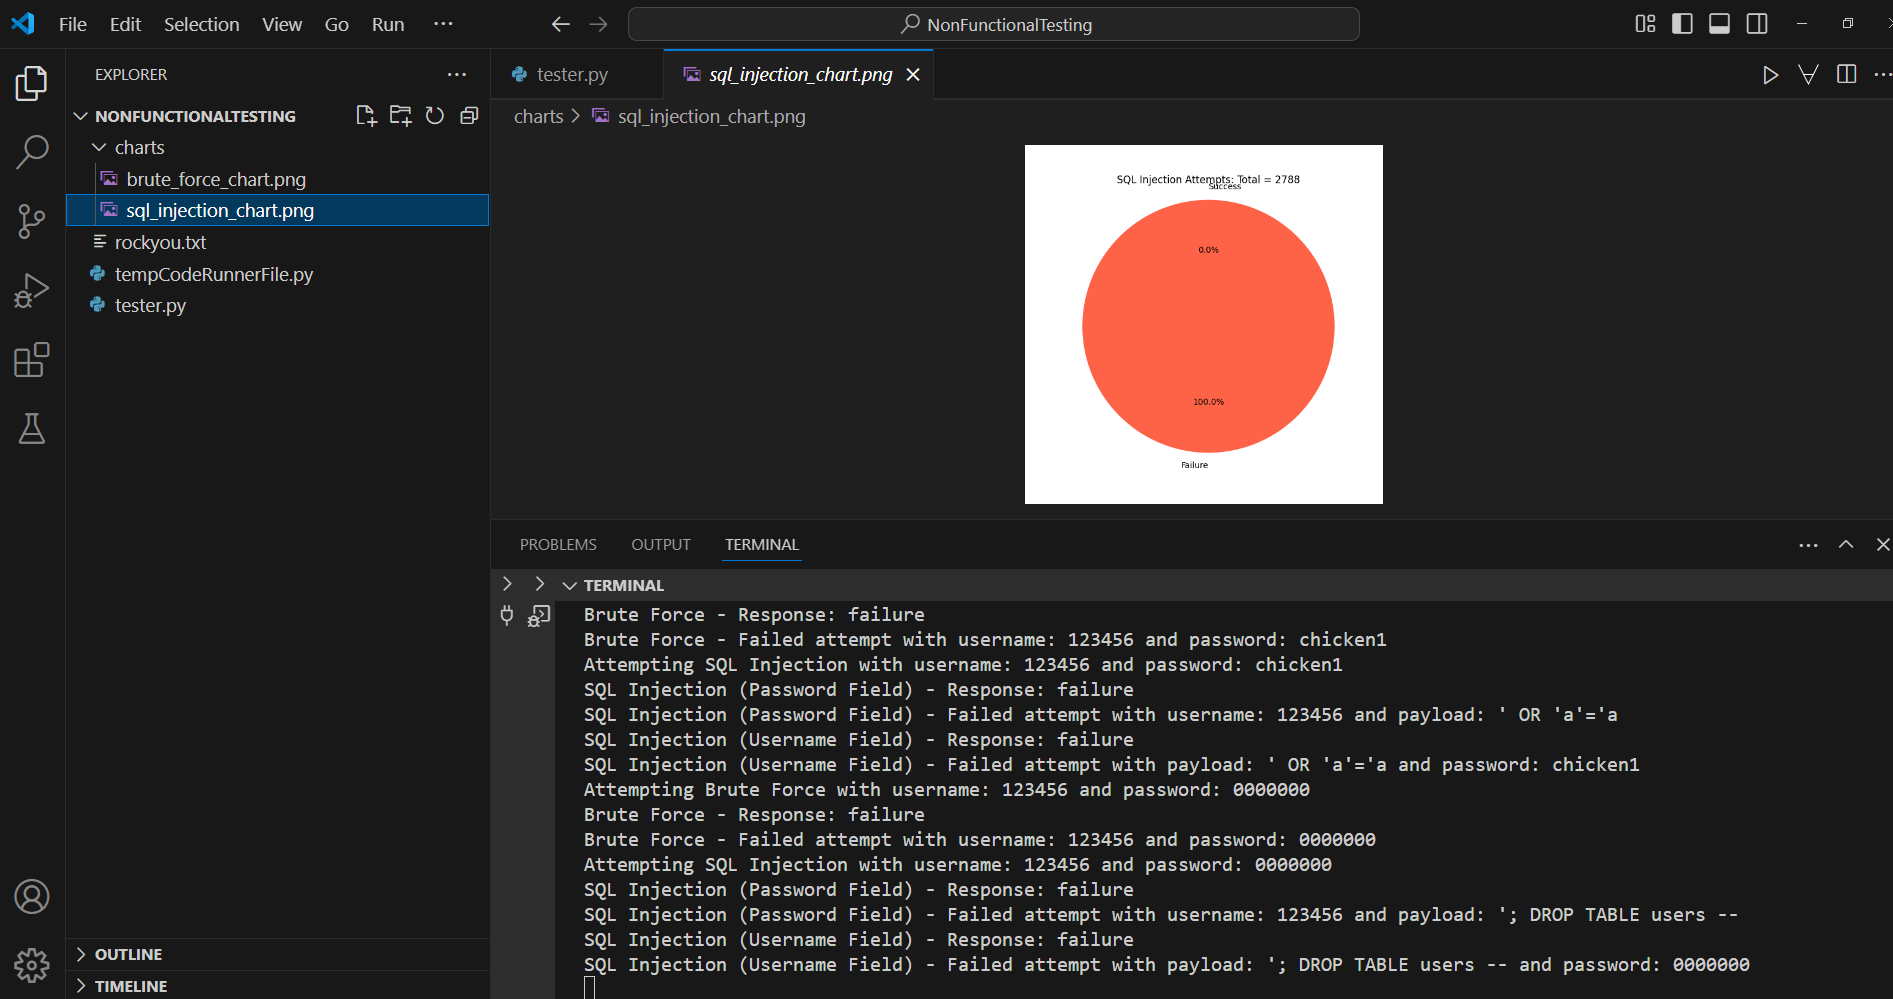 File Edit Selection View Go Run ···
NonFunctionalTesting
EXPLORER
NONFUNCTIONALTESTING
charts
brute_force_chart.png
sql_injection_chart.png
rockyou.txt
tempCodeRunnerFile.py
tester.py
OUTLINE
TIMELINE
tester.py
sql_injection_chart.png
charts > sql_injection_chart.png
SQL Injection Attempts: Total = 2788
Success
0.0%
100.0%
Failure
PROBLEMS OUTPUT TERMINAL
TERMINAL
Brute Force - Response: failure
Brute Force - Failed attempt with username: 123456 and password: chicken1
Attempting SQL Injection with username: 123456 and password: chicken1
SQL Injection (Password Field) - Response: failure
SQL Injection (Password Field) - Failed attempt with username: 123456 and payload: ' OR 'a'='a
SQL Injection (Username Field) - Response: failure
SQL Injection (Username Field) - Failed attempt with payload: ' OR 'a'='a and password: chicken1
Attempting Brute Force with username: 123456 and password: 0000000
Brute Force - Response: failure
Brute Force - Failed attempt with username: 123456 and password: 0000000
Attempting SQL Injection with username: 123456 and password: 0000000
SQL Injection (Password Field) - Response: failure
SQL Injection (Password Field) - Failed attempt with username: 123456 and payload: '; DROP TABLE users --
SQL Injection (Username Field) - Response: failure
SQL Injection (Username Field) - Failed attempt with payload: '; DROP TABLE users -- and password: 0000000